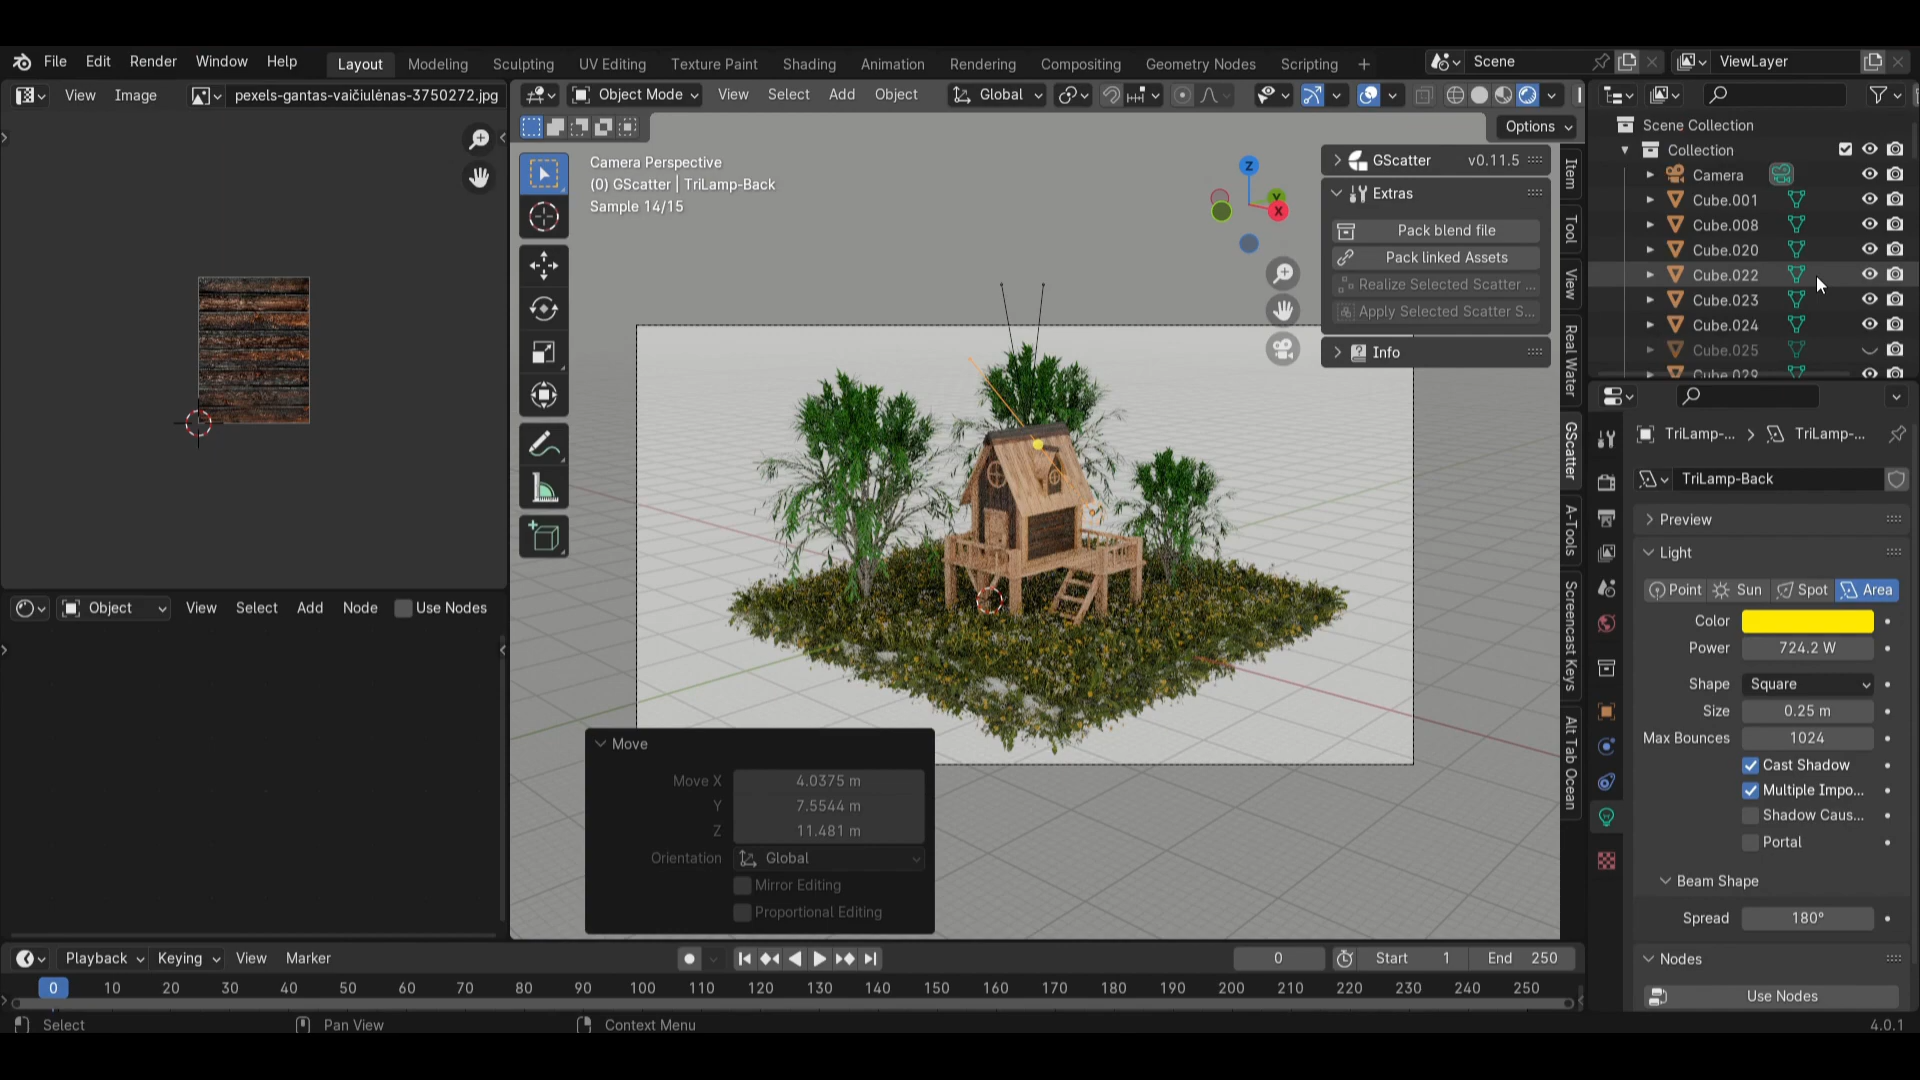 File Edit Render Window Help Layout Modeling Sculpting UV Editing Texture Paint Shading Animation Rendering Compositing Geometry Nodes Scripting + Scene ViewLayer
View Image pexels-gantas-vaičiulėnas-3750272.jpg
Object Mode View Select Add Object Global
Options
Camera Perspective
(0) GScatter | TriLamp-Back
Sample 14/15
Z
Y
X
GScatter v0.11.5
Extras
Pack blend file
Pack linked Assets
Realize Selected Scatter ...
Apply Selected Scatter S...
Info
Item
Tool
View
Real Water
GScatter
A-Tools
Screencast Keys
Alt Tab Ocean
Scene Collection
Collection
Camera
Cube.001
Cube.008
Cube.020
Cube.022
Cube.023
Cube.024
Cube.025
Cube.029
TriLamp-... TriLamp-...
TriLamp-Back
Preview
Light
Point Sun Spot Area
Color
Power 724.2 W
Shape Square
Size 0.25 m
Max Bounces 1024
Cast Shadow
Multiple Impo...
Shadow Caus...
Portal
Beam Shape
Spread 180°
Nodes
Use Nodes
Object View Select Add Node Use Nodes
Move
Move X 4.0375 m
Y 7.5544 m
Z 11.481 m
Orientation Global
Mirror Editing
Proportional Editing
Playback Keying View Marker 0 Start 1 End 250
0 10 20 30 40 50 60 70 80 90 100 110 120 130 140 150 160 170 180 190 200 210 220 230 240 250
Select Pan View Context Menu 4.0.1